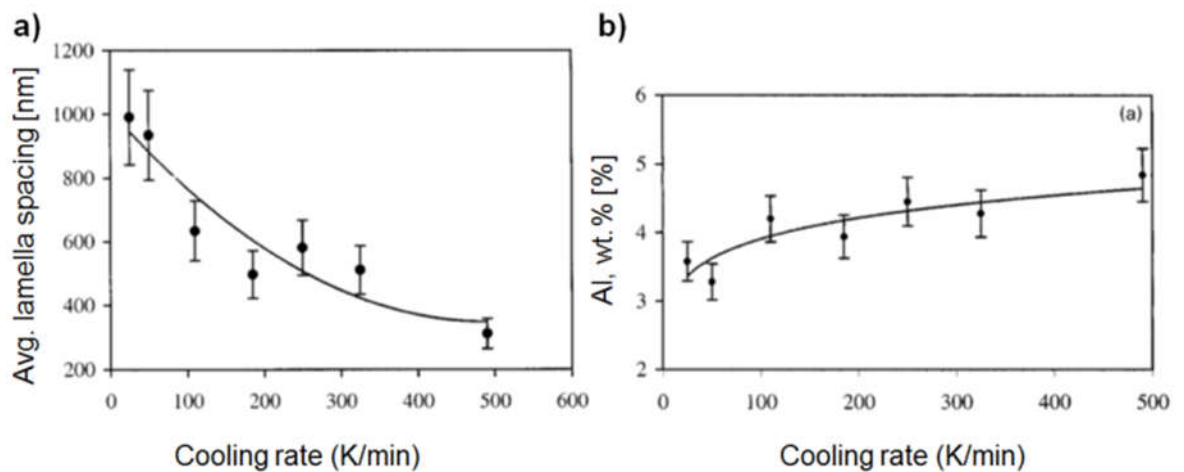 a)
1200
1000
800
600
400
200
100 200 300 400 500 600
Avg. lamella spacing [nm]
Cooling rate (K/min)
b)
(a)
6
5
4
3
2
0 100 200 300 400 500
Al, wt.% [%]
Cooling rate (K/min)